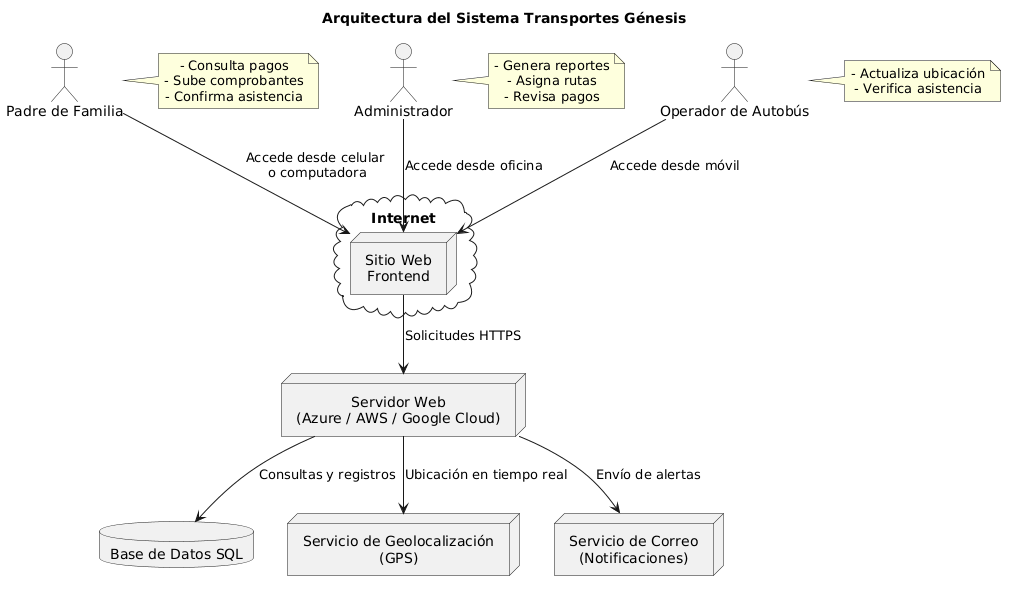 Arquitectura del Sistema Transportes Génesis
Padre de Familia
- Consulta pagos
- Sube comprobantes
- Confirma asistencia
Administrador
- Genera reportes
- Asigna rutas
- Revisa pagos
Operador de Autobús
- Actualiza ubicación
- Verifica asistencia
Accede desde celular
o computadora
Accede desde oficina
Accede desde móvil
Internet
Sitio Web
Frontend
Solicitudes HTTPS
Servidor Web
(Azure / AWS / Google Cloud)
Consultas y registros
Ubicación en tiempo real
Envío de alertas
Base de Datos SQL
Servicio de Geolocalización
(GPS)
Servicio de Correo
(Notificaciones)